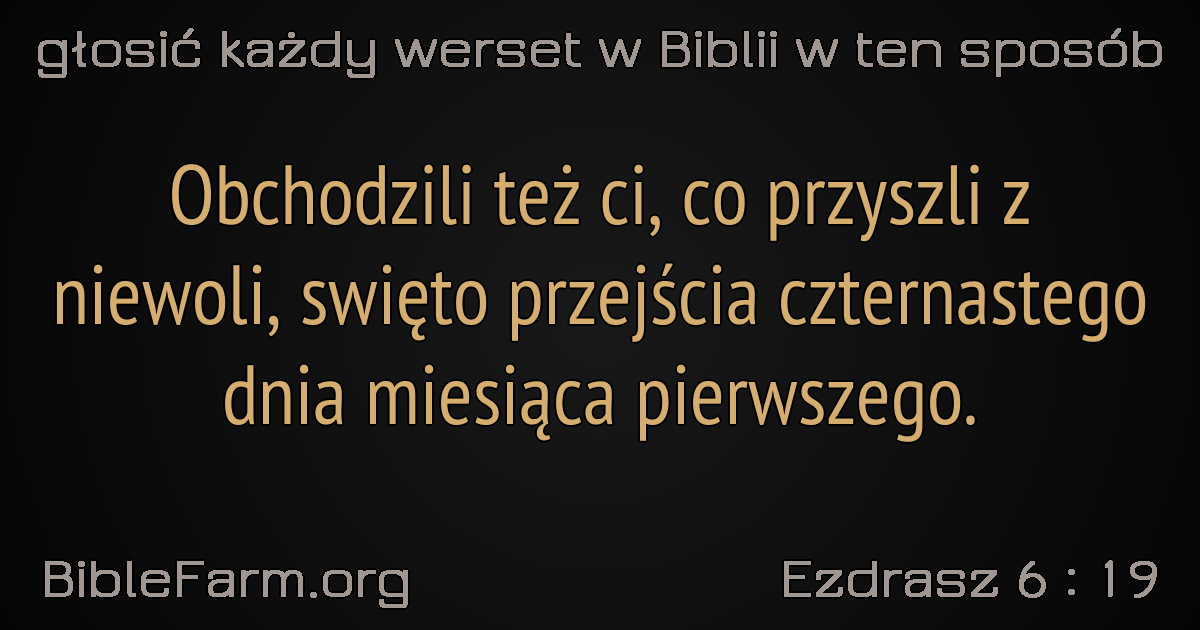 głosić każdy werset w Biblii w ten sposób
Obchodzili też ci, co przyszli z
niewoli, swięto przejścia czternastego
dnia miesiąca pierwszego.
BibleFarm.org
Ezdrasz 6 : 19